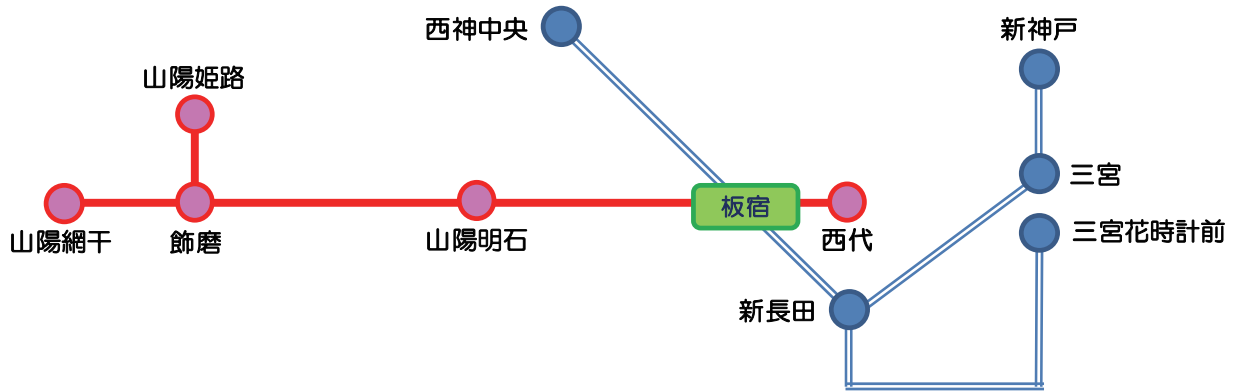 西神中央
新神戸
山陽姫路
三宮
板宿
三宮花時計前
山陽網干
飾磨
山陽明石
西代
新長田